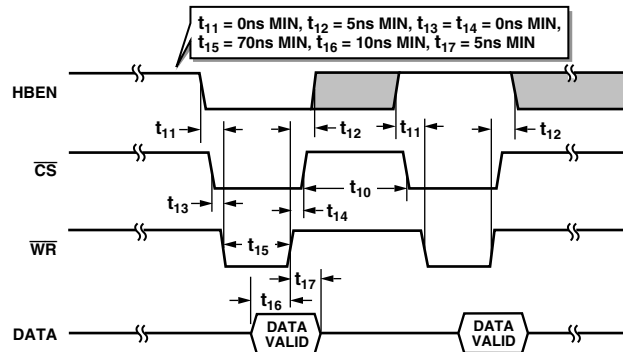 t11 = 0ns MIN, t12 = 5ns MIN, t13 = t14 = 0ns MIN,
t15 = 70ns MIN, t16 = 10ns MIN, t17 = 5ns MIN
HBEN
t11 t12 t11 t12
CS
t10
t13 t14
WR
t15
t17
t16
DATA
DATA VALID
DATA VALID